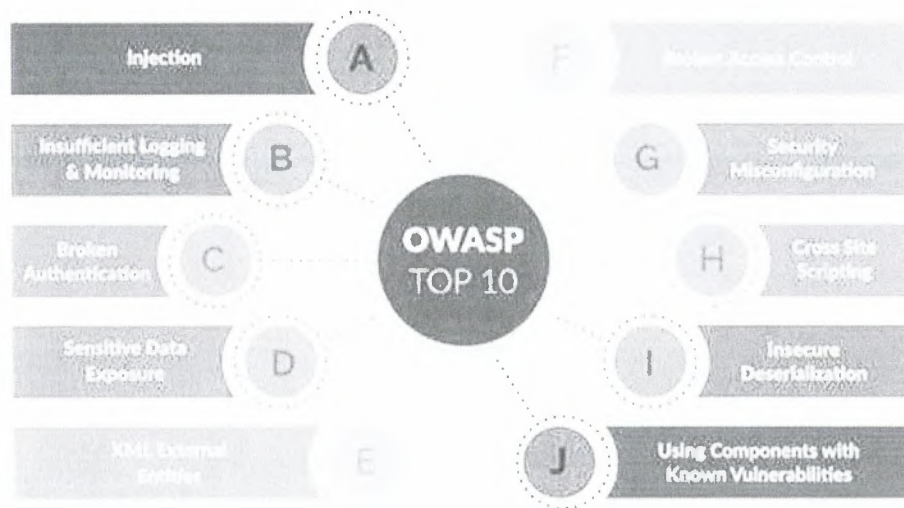 Injection
A
Insufficient Logging
& Monitoring
B
Broken
Authentication
C
Sensitive Data
Exposure
D
XML External
Entities
E
OWASP
TOP 10
F
Broken Access Control
G
Security
Misconfiguration
H
Cross Site
Scripting
I
Insecure
Deserialization
J
Using Components with
Known Vulnerabilities